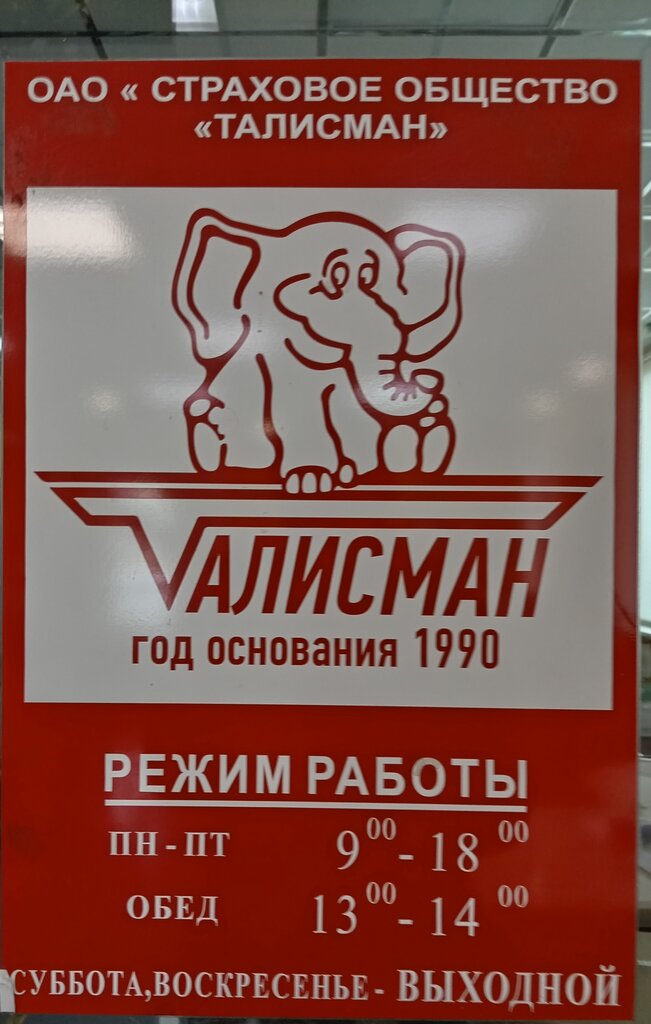 ОАО « СТРАХОВОЕ ОБЩЕСТВО
«ТАЛИСМАН»
ТАЛИСМАН
год основания 1990
РЕЖИМ РАБОТЫ
ПН - ПТ 9 00 - 18 00
ОБЕД 13 00 - 14 00
СУББОТА,ВОСКРЕСЕНЬЕ - ВЫХОДНОЙ